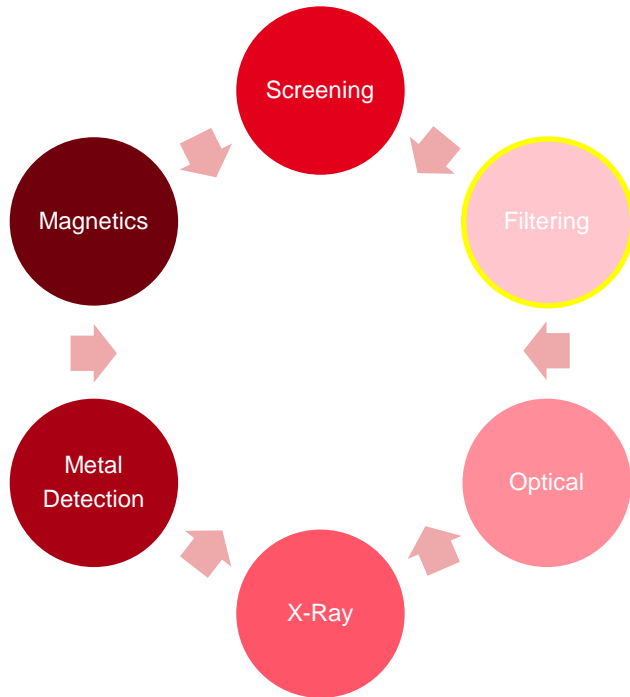 Screening
Filtering
Optical
X-Ray
Metal
Detection
Magnetics